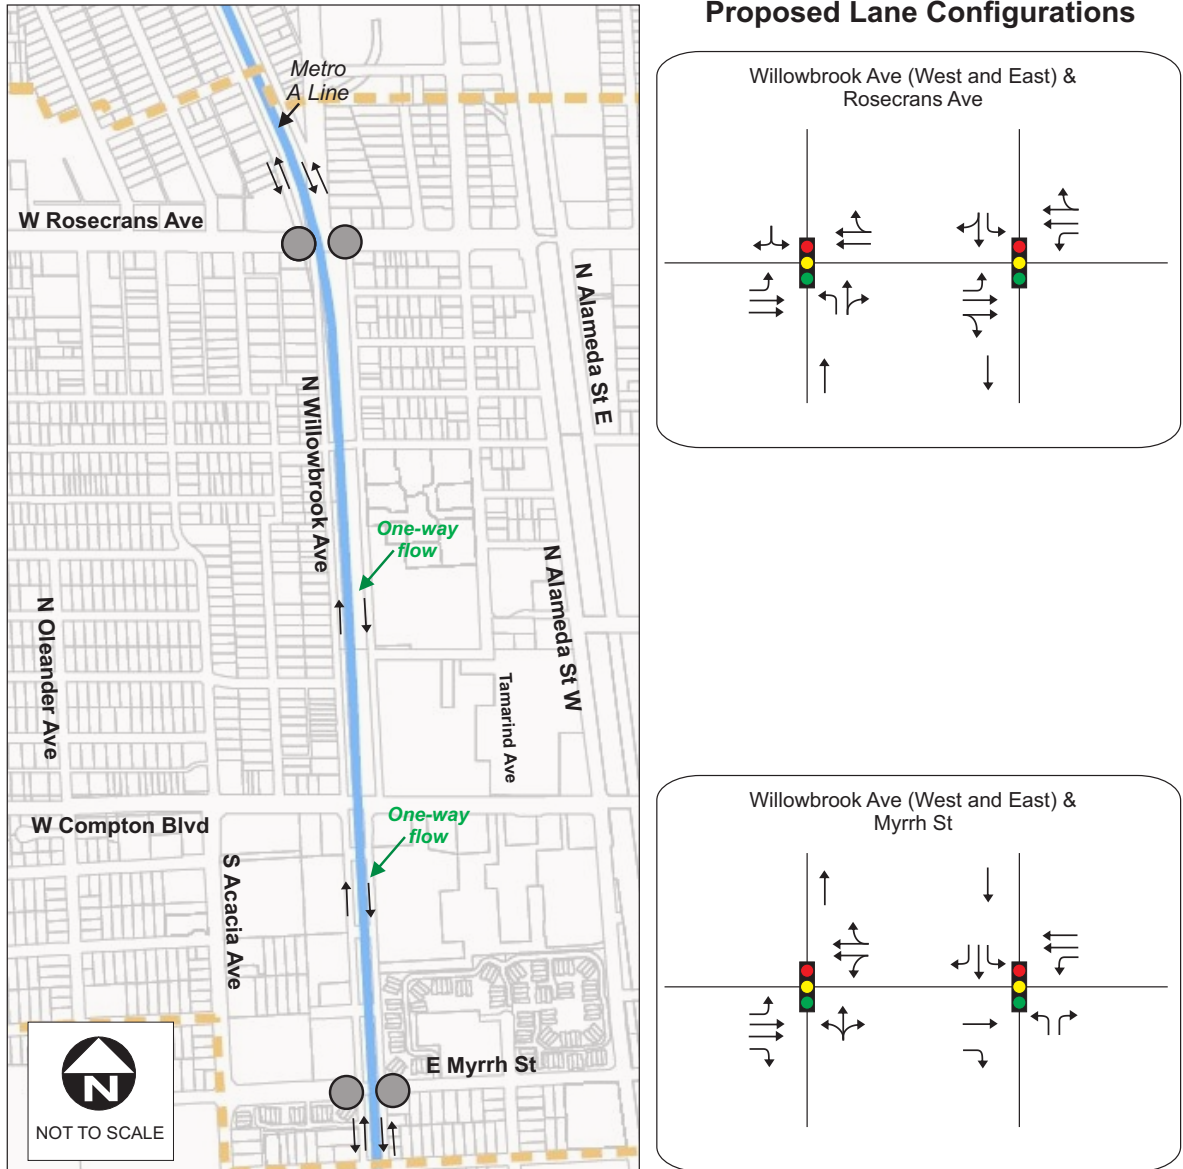 Proposed Lane Configurations
Metro
A Line
W Rosecrans Ave
N Alameda St E
N Willowbrook Ave
One-way
flow
N Alameda St W
N Oleander Ave
Tamarind Ave
W Compton Blvd
One-way
flow
S Acacia Ave
E Myrrh St
N
NOT TO SCALE
Willowbrook Ave (West and East) &
Rosecrans Ave
Willowbrook Ave (West and East) &
Myrrh St